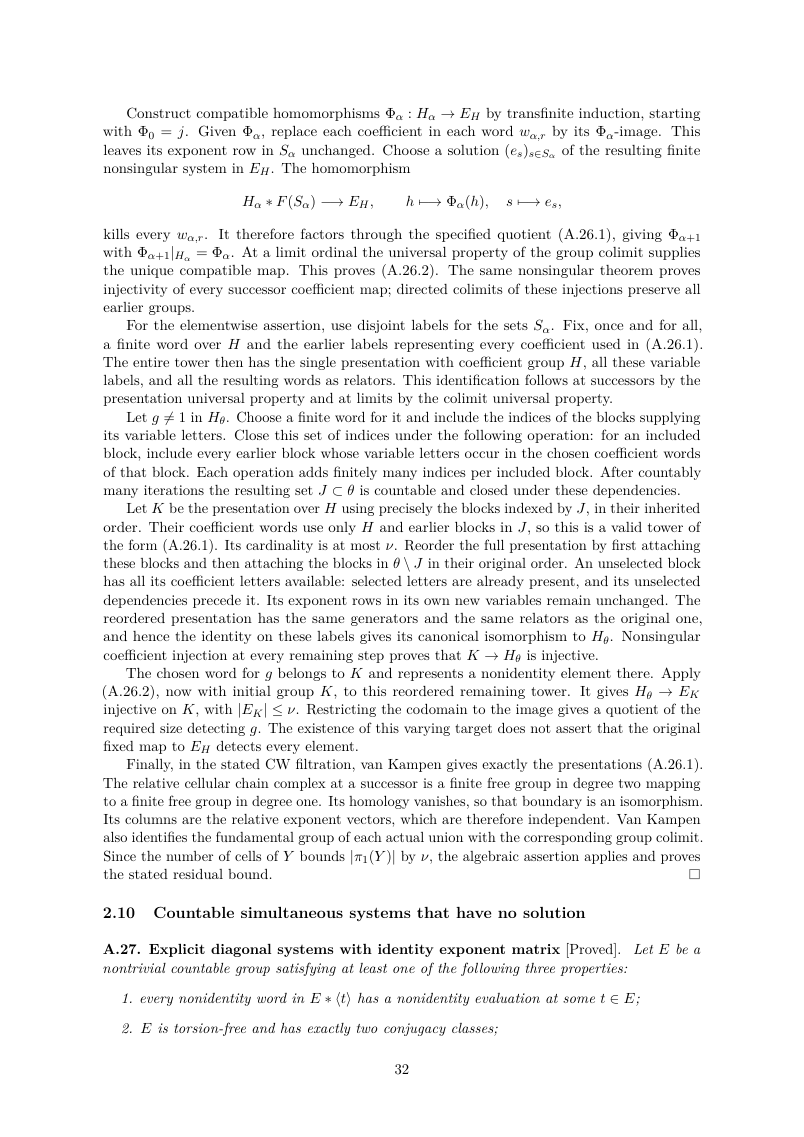 Construct compatible homomorphisms Φ_α : H_α → E_H by transfinite induction, starting
with Φ_0 = j. Given Φ_α, replace each coefficient in each word w_{α,r} by its Φ_α-image. This
leaves its exponent row in S_α unchanged. Choose a solution (e_s)_{s∈S_α} of the resulting finite
nonsingular system in E_H. The homomorphism
H_α ∗ F(S_α) ⟶ E_H, h ⟼ Φ_α(h), s ⟼ e_s,
kills every w_{α,r}. It therefore factors through the specified quotient (A.26.1), giving Φ_{α+1}
with Φ_{α+1}|_{H_α} = Φ_α. At a limit ordinal the universal property of the group colimit supplies
the unique compatible map. This proves (A.26.2). The same nonsingular theorem proves
injectivity of every successor coefficient map; directed colimits of these injections preserve all
earlier groups.
For the elementwise assertion, use disjoint labels for the sets S_α. Fix, once and for all,
a finite word over H and the earlier labels representing every coefficient used in (A.26.1).
The entire tower then has the single presentation with coefficient group H, all these variable
labels, and all the resulting words as relators. This identification follows at successors by the
presentation universal property and at limits by the colimit universal property.
Let g ≠ 1 in H_θ. Choose a finite word for it and include the indices of the blocks supplying
its variable letters. Close this set of indices under the following operation: for an included
block, include every earlier block whose variable letters occur in the chosen coefficient words
of that block. Each operation adds finitely many indices per included block. After countably
many iterations the resulting set J ⊂ θ is countable and closed under these dependencies.
Let K be the presentation over H using precisely the blocks indexed by J, in their inherited
order. Their coefficient words use only H and earlier blocks in J, so this is a valid tower of
the form (A.26.1). Its cardinality is at most ν. Reorder the full presentation by first attaching
these blocks and then attaching the blocks in θ \ J in their original order. An unselected block
has all its coefficient letters available: selected letters are already present, and its unselected
dependencies precede it. Its exponent rows in its own new variables remain unchanged. The
reordered presentation has the same generators and the same relators as the original one,
and hence the identity on these labels gives its canonical isomorphism to H_θ. Nonsingular
coefficient injection at every remaining step proves that K → H_θ is injective.
The chosen word for g belongs to K and represents a nonidentity element there. Apply
(A.26.2), now with initial group K, to this reordered remaining tower. It gives H_θ → E_K
injective on K, with |E_K| ≤ ν. Restricting the codomain to the image gives a quotient of the
required size detecting g. The existence of this varying target does not assert that the original
fixed map to E_H detects every element.
Finally, in the stated CW filtration, van Kampen gives exactly the presentations (A.26.1).
The relative cellular chain complex at a successor is a finite free group in degree two mapping
to a finite free group in degree one. Its homology vanishes, so that boundary is an isomorphism.
Its columns are the relative exponent vectors, which are therefore independent. Van Kampen
also identifies the fundamental group of each actual union with the corresponding group colimit.
Since the number of cells of Y bounds |π_1(Y)| by ν, the algebraic assertion applies and proves
the stated residual bound. □
2.10 Countable simultaneous systems that have no solution
A.27. Explicit diagonal systems with identity exponent matrix [Proved]. Let E be a
nontrivial countable group satisfying at least one of the following three properties:
1. every nonidentity word in E ∗ ⟨t⟩ has a nonidentity evaluation at some t ∈ E;
2. E is torsion-free and has exactly two conjugacy classes;
32